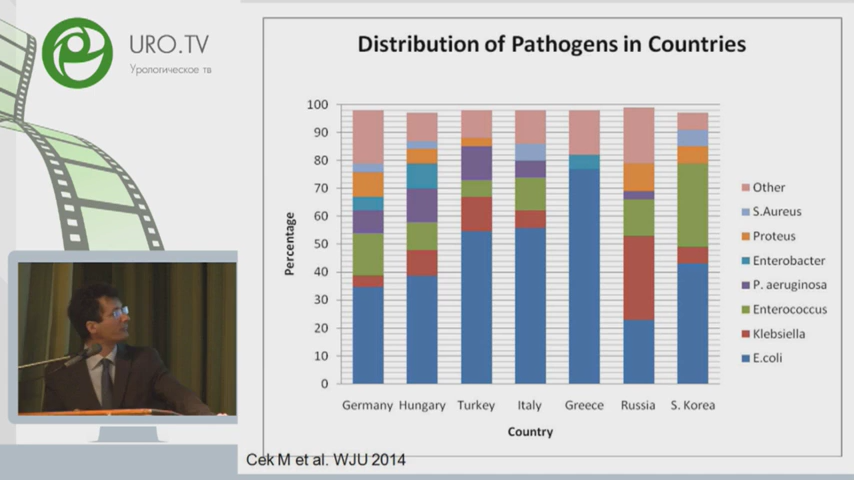 URO.TV
Урологическое тв
Distribution of Pathogens in Countries
100
90
80
70
60
50
40
30
20
10
0
Percentage
Germany Hungary Turkey Italy Greece Russia S. Korea
Country
Other
S.Aureus
Proteus
Enterobacter
P. aeruginosa
Enterococcus
Klebsiella
E.coli
Cek M et al. WJU 2014